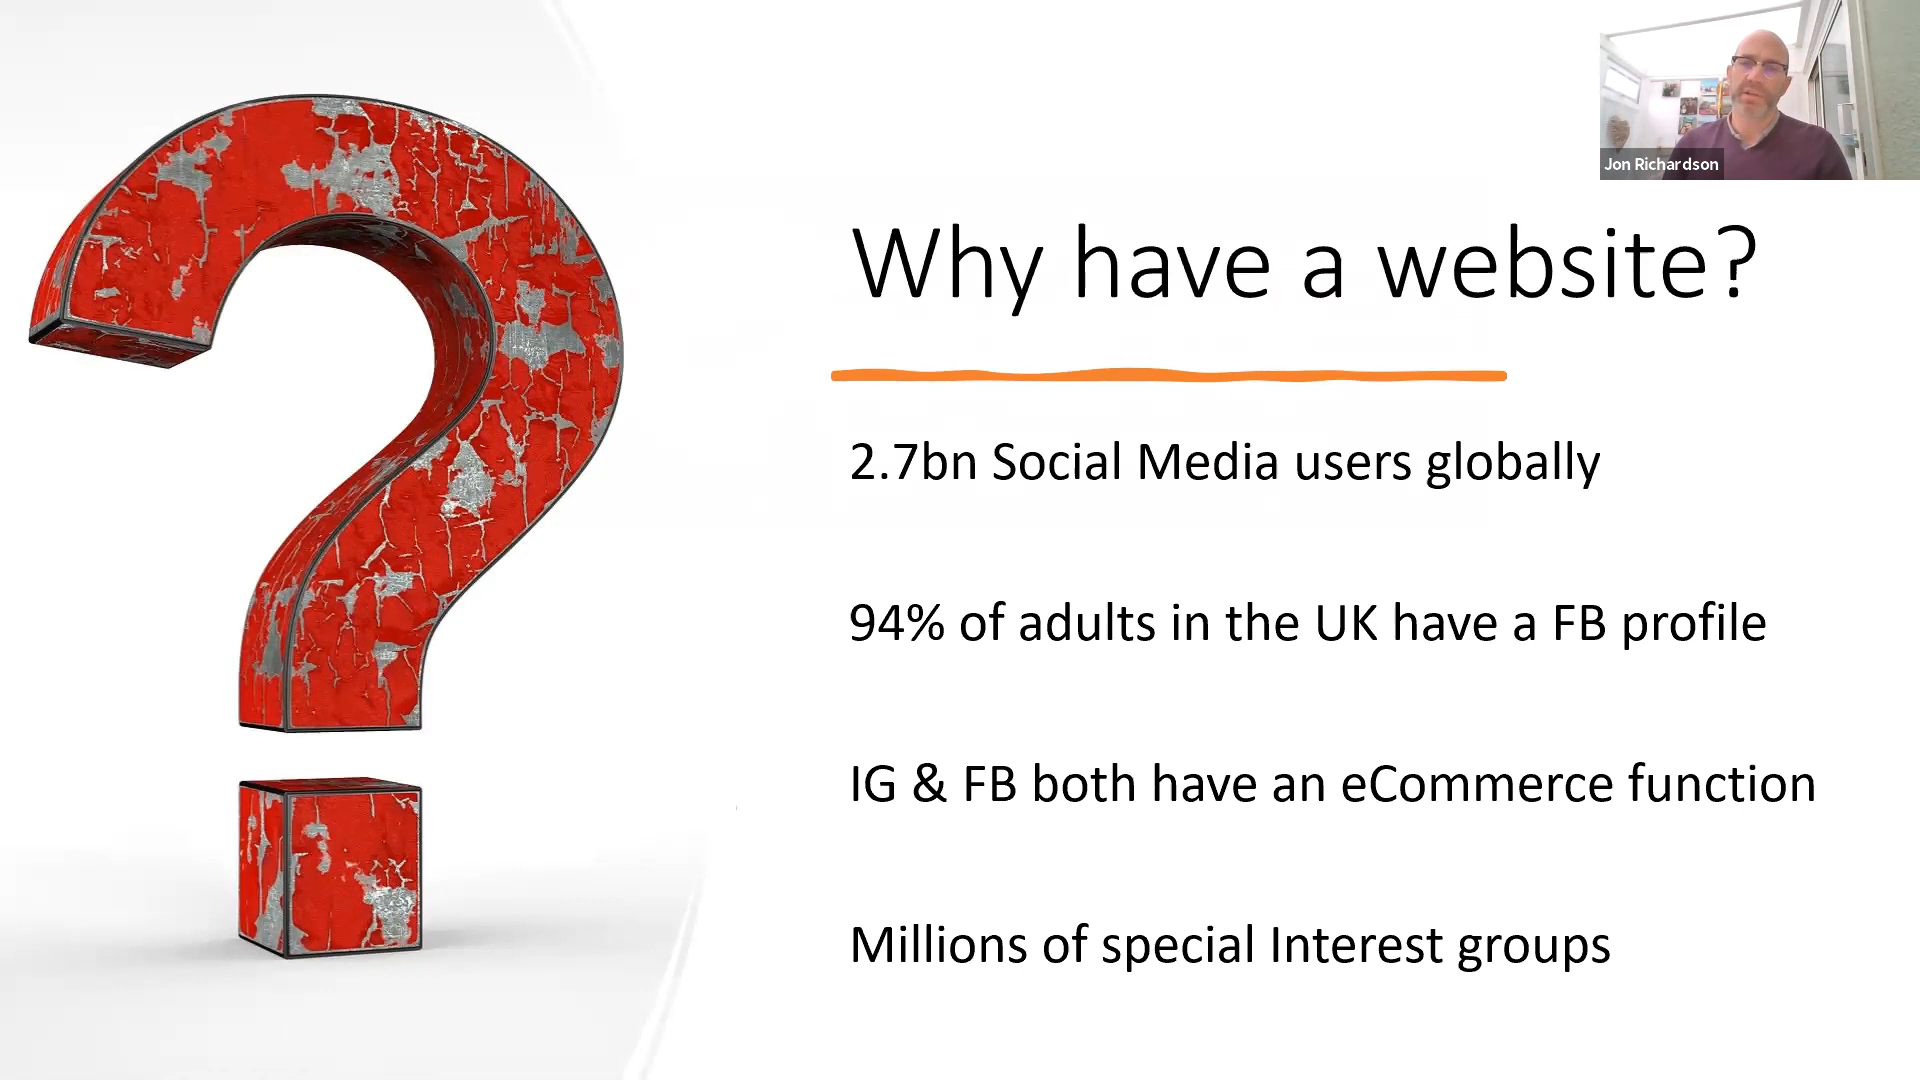 Jon Richardson
Why have a website?
2.7bn Social Media users globally
94% of adults in the UK have a FB profile
IG & FB both have an eCommerce function
Millions of special Interest groups